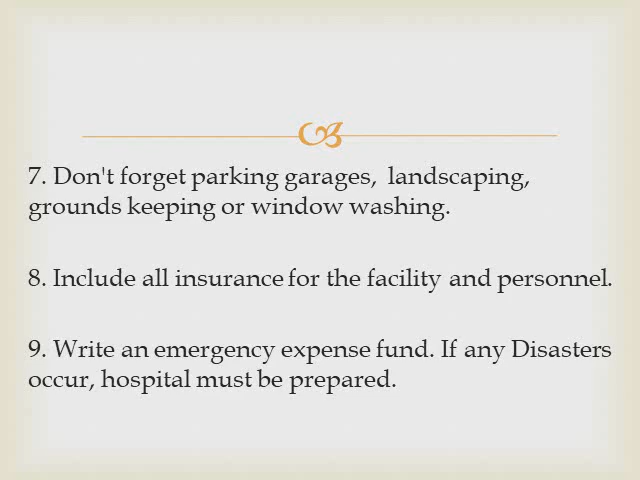 7. Don't forget parking garages, landscaping,
grounds keeping or window washing.
8. Include all insurance for the facility and personnel.
9. Write an emergency expense fund. If any Disasters
occur, hospital must be prepared.